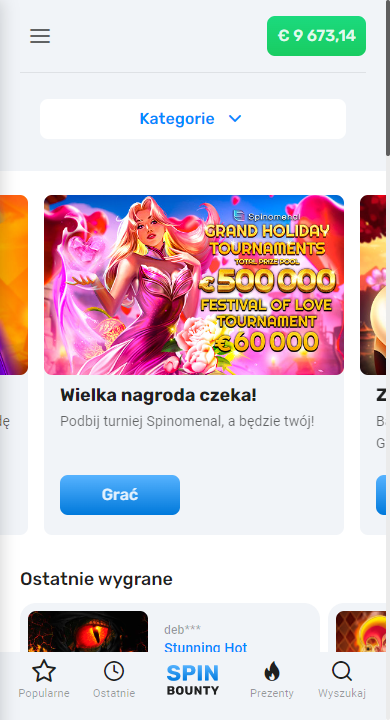 € 9 673,14
Kategorie
Spinomenal
GRAND HOLIDAY
TOURNAMENTS
TOTAL PRIZE POOL
€500 000
FESTIVAL OF LOVE
TOURNAMENT
€60 000
Wielka nagroda czeka!
Podbij turniej Spinomenal, a będzie twój!
Grać
Ostatnie wygrane
deb***
Stunning Hot
Popularne
Ostatnie
SPIN
BOUNTY
Prezenty
Wyszukaj